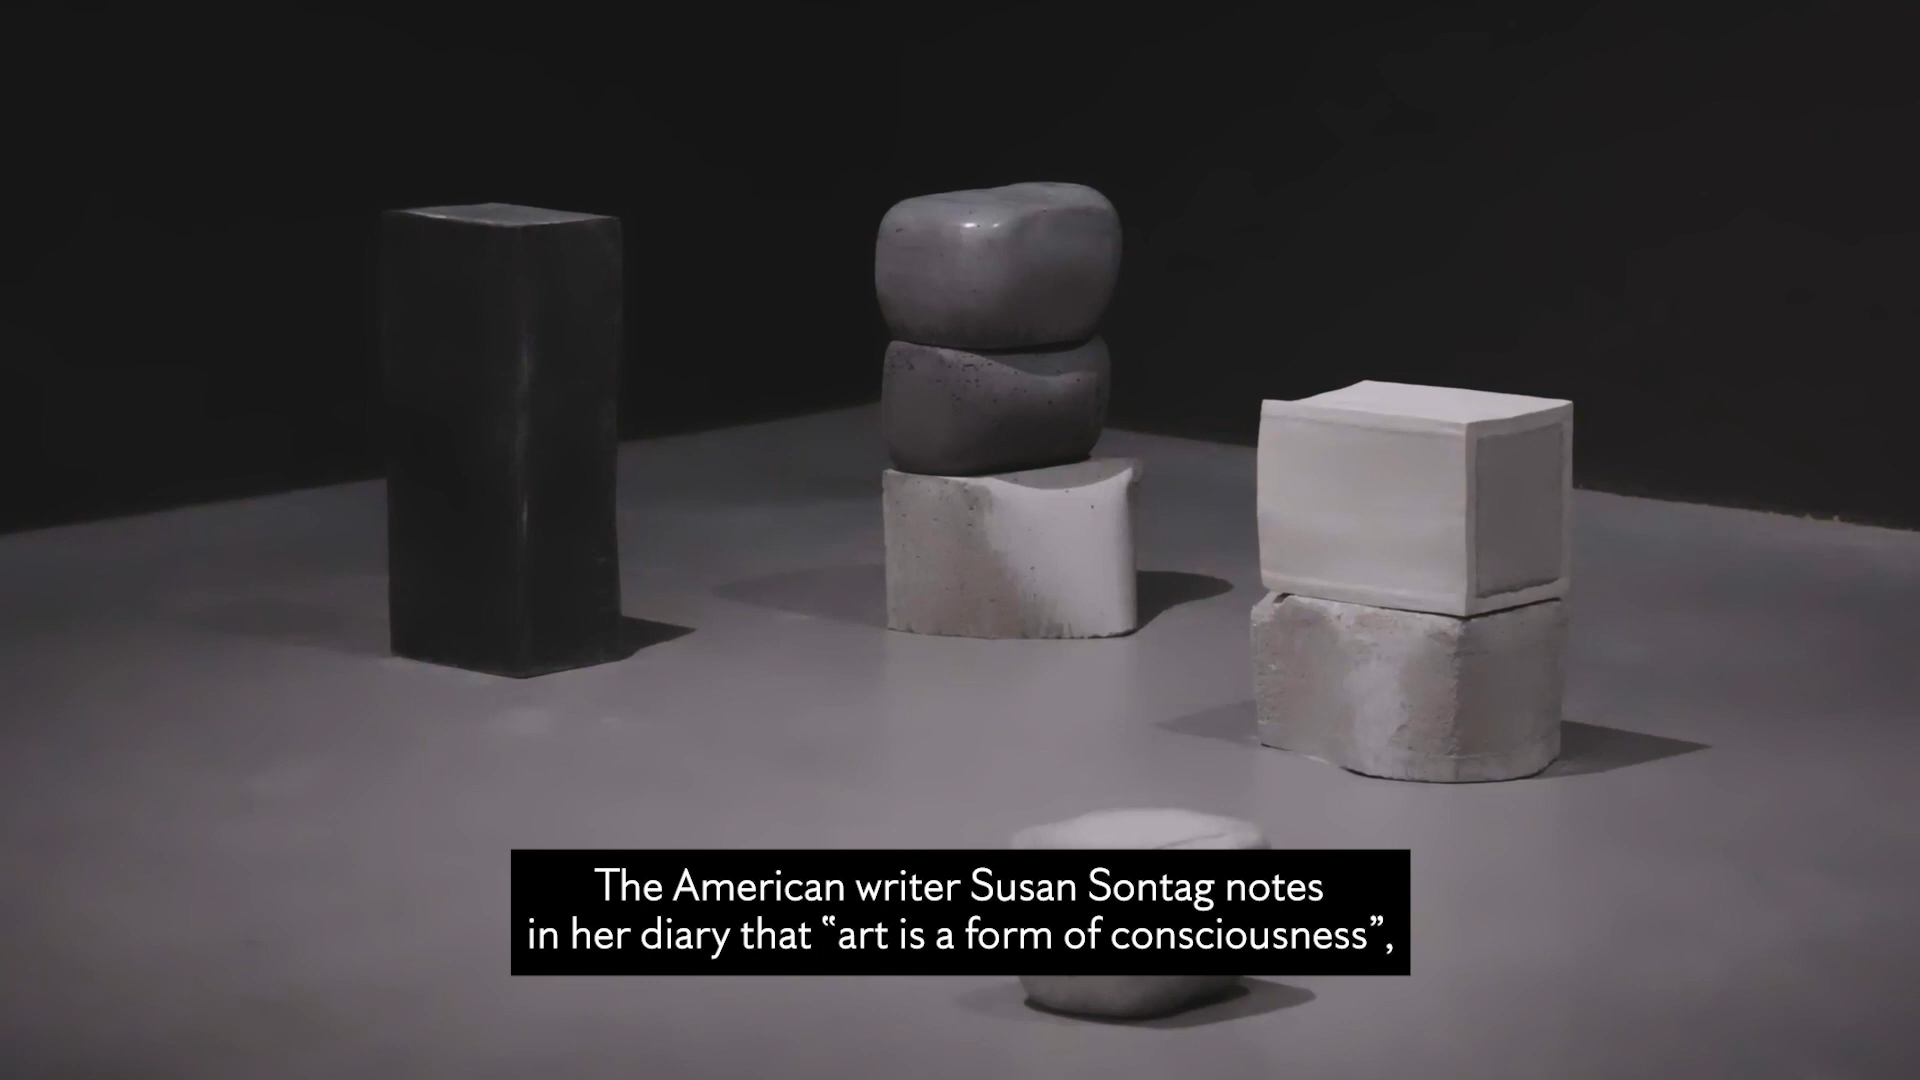 The American writer Susan Sontag notes
in her diary that “art is a form of consciousness”,